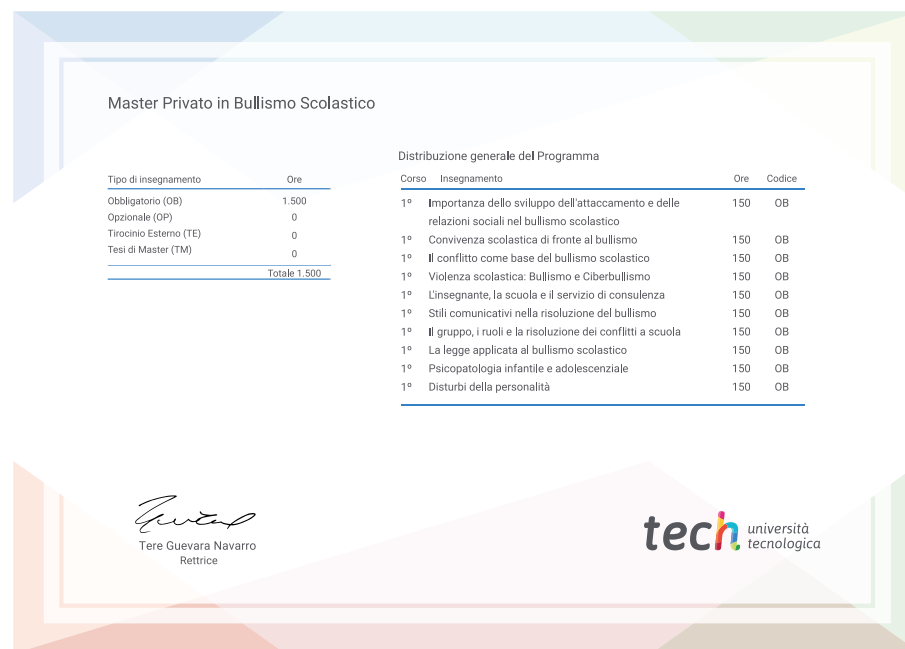 Master Privato in Bullismo Scolastico
Tipo di insegnamento Ore
Obbligatorio (OB) 1.500
Opzionale (OP) 0
Tirocinio Esterno (TE) 0
Tesi di Master (TM) 0
Totale 1.500
Distribuzione generale del Programma
Corso Insegnamento Ore Codice
1º Importanza dello sviluppo dell'attaccamento e delle 150 OB
relazioni sociali nel bullismo scolastico
1º Convivenza scolastica di fronte al bullismo 150 OB
1º Il conflitto come base del bullismo scolastico 150 OB
1º Violenza scolastica: Bullismo e Ciberbullismo 150 OB
1º L'insegnante, la scuola e il servizio di consulenza 150 OB
1º Stili comunicativi nella risoluzione del bullismo 150 OB
1º Il gruppo, i ruoli e la risoluzione dei conflitti a scuola 150 OB
1º La legge applicata al bullismo scolastico 150 OB
1º Psicopatologia infantile e adolescenziale 150 OB
1º Disturbi della personalità 150 OB
Tere Guevara Navarro
Rettrice
tech università
tecnologica